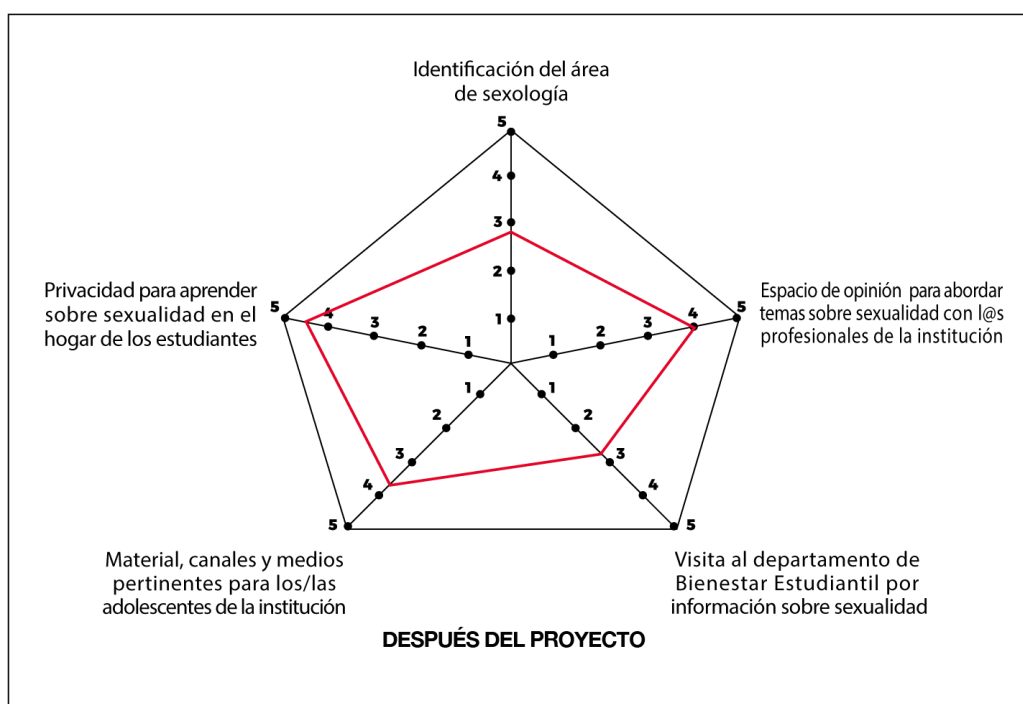 Identificación del área
de sexología
5
4
3
2
1
Privacidad para aprender
sobre sexualidad en el
hogar de los estudiantes
5
4
3
2
1
Espacio de opinión para abordar
temas sobre sexualidad con l@s
profesionales de la institución
1
2
3
4
5
1
2
3
4
5
Material, canales y medios
pertinentes para los/las
adolescentes de la institución
1
2
3
4
5
Visita al departamento de
Bienestar Estudiantil por
información sobre sexualidad
DESPUÉS DEL PROYECTO